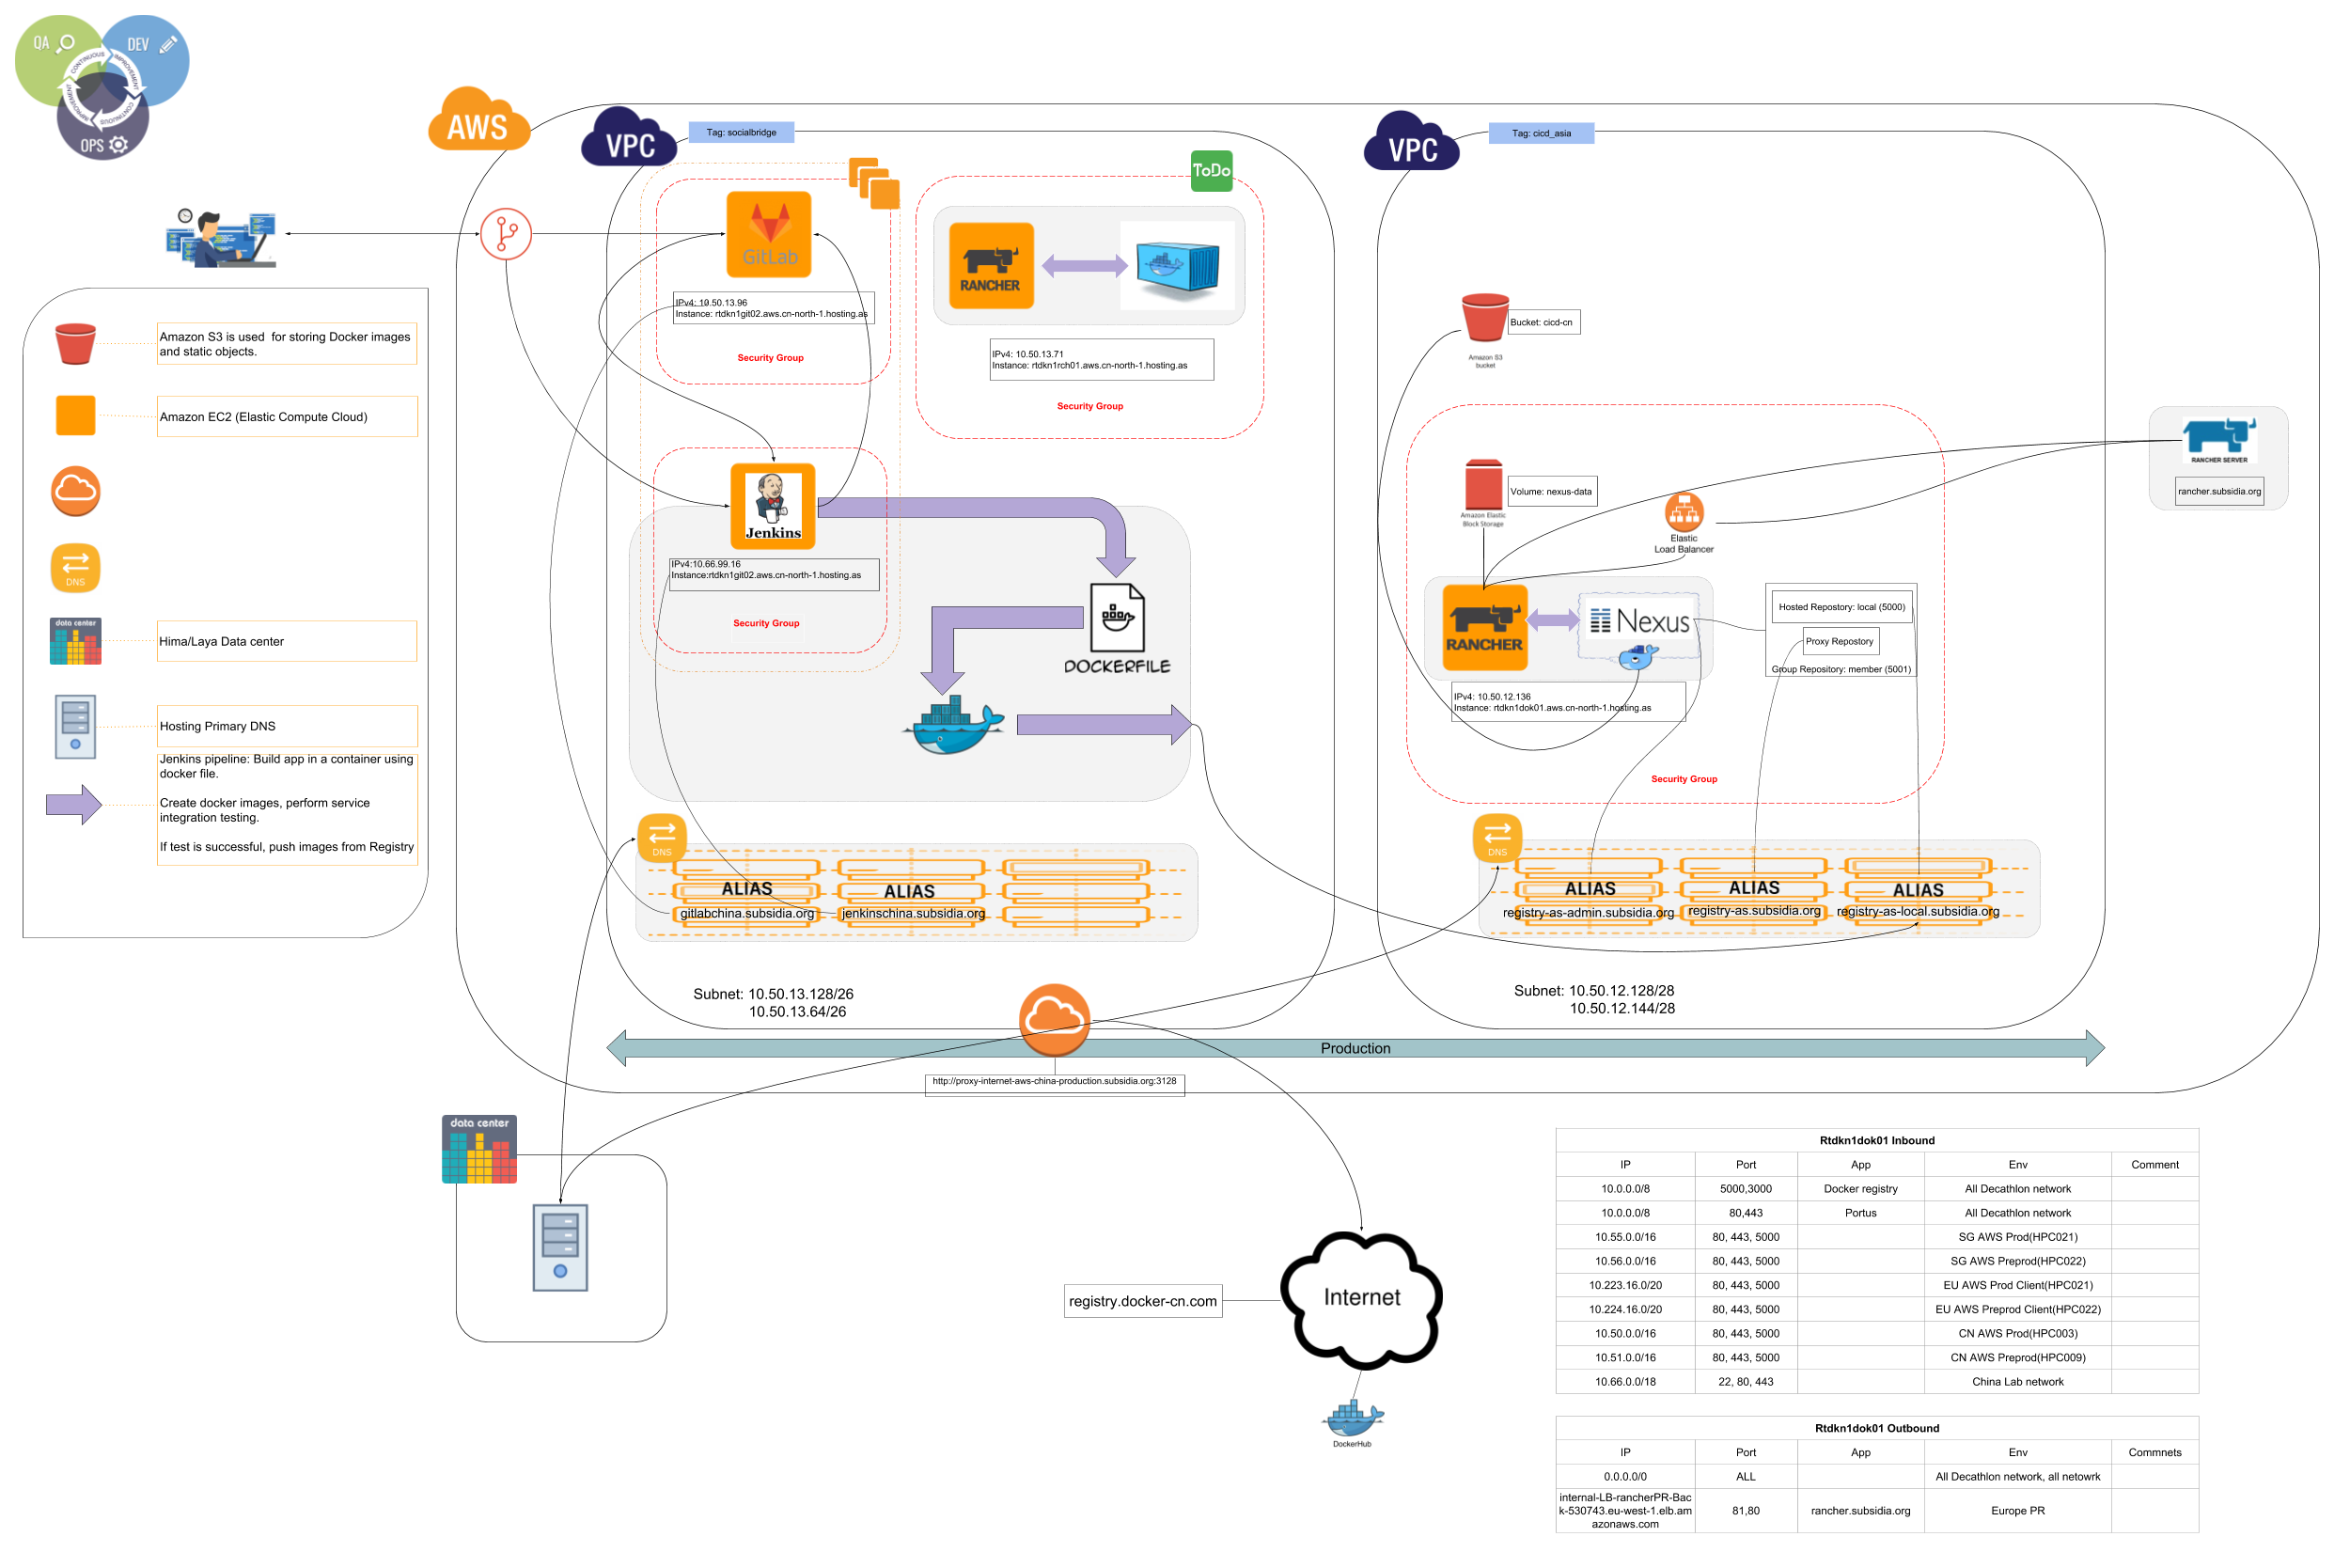 QA
DEV
OPS
CONTINUOUS
IMPROVEMENT
CONTINUOUS
IMPROVEMENT
AWS
VPC
Tag: socialbridge
VPC
Tag: cicd_asia
ToDo
GitLab
IPv4: 10.50.13.96
Instance: rtdkn1git02.aws.cn-north-1.hosting.as
Security Group
RANCHER
IPv4: 10.50.13.71
Instance: rtdkn1rch01.aws.cn-north-1.hosting.as
Security Group
Amazon S3 is used  for storing Docker images
and static objects.
Amazon EC2 (Elastic Compute Cloud)
DNS
data center
Hima/Laya Data center
Hosting Primary DNS
Jenkins pipeline: Build app in a container using
docker file.
Create docker images, perform service
integration testing.
If test is successful, push images from Registry
Jenkins
IPv4:10.66.99.16
Instance:rtdkn1git02.aws.cn-north-1.hosting.as
Security Group
DOCKERFILE
DNS
ALIAS
gitlabchina.subsidia.org
ALIAS
jenkinschina.subsidia.org
Subnet: 10.50.13.128/26
10.50.13.64/26
Bucket: cicd-cn
Amazon S3
bucket
Volume: nexus-data
Amazon Elastic
Block Storage
Elastic
Load Balancer
RANCHER SERVER
rancher.subsidia.org
RANCHER
Nexus
Hosted Repostory: local (5000)
Proxy Repostory
Group Repository: member (5001)
IPv4: 10.50.12.136
Instance: rtdkn1dok01.aws.cn-north-1.hosting.as
Security Group
DNS
ALIAS
registry-as-admin.subsidia.org
ALIAS
registry-as.subsidia.org
ALIAS
registry-as-local.subsidia.org
Subnet: 10.50.12.128/28
10.50.12.144/28
Production
http://proxy-internet-aws-china-production.subsidia.org:3128
data center
registry.docker-cn.com
Internet
DockerHub
Rtdkn1dok01 Inbound
IP Port App Env Comment
10.0.0.0/8 5000,3000 Docker registry All Decathlon network
10.0.0.0/8 80,443 Portus All Decathlon network
10.55.0.0/16 80, 443, 5000 SG AWS Prod(HPC021)
10.56.0.0/16 80, 443, 5000 SG AWS Preprod(HPC022)
10.223.16.0/20 80, 443, 5000 EU AWS Prod Client(HPC021)
10.224.16.0/20 80, 443, 5000 EU AWS Preprod Client(HPC022)
10.50.0.0/16 80, 443, 5000 CN AWS Prod(HPC003)
10.51.0.0/16 80, 443, 5000 CN AWS Preprod(HPC009)
10.66.0.0/18 22, 80, 443 China Lab network
Rtdkn1dok01 Outbound
IP Port App Env Commnets
0.0.0.0/0 ALL All Decathlon network, all netowrk
internal-LB-rancherPR-Bac
k-530743.eu-west-1.elb.am
azonaws.com
81,80 rancher.subsidia.org Europe PR